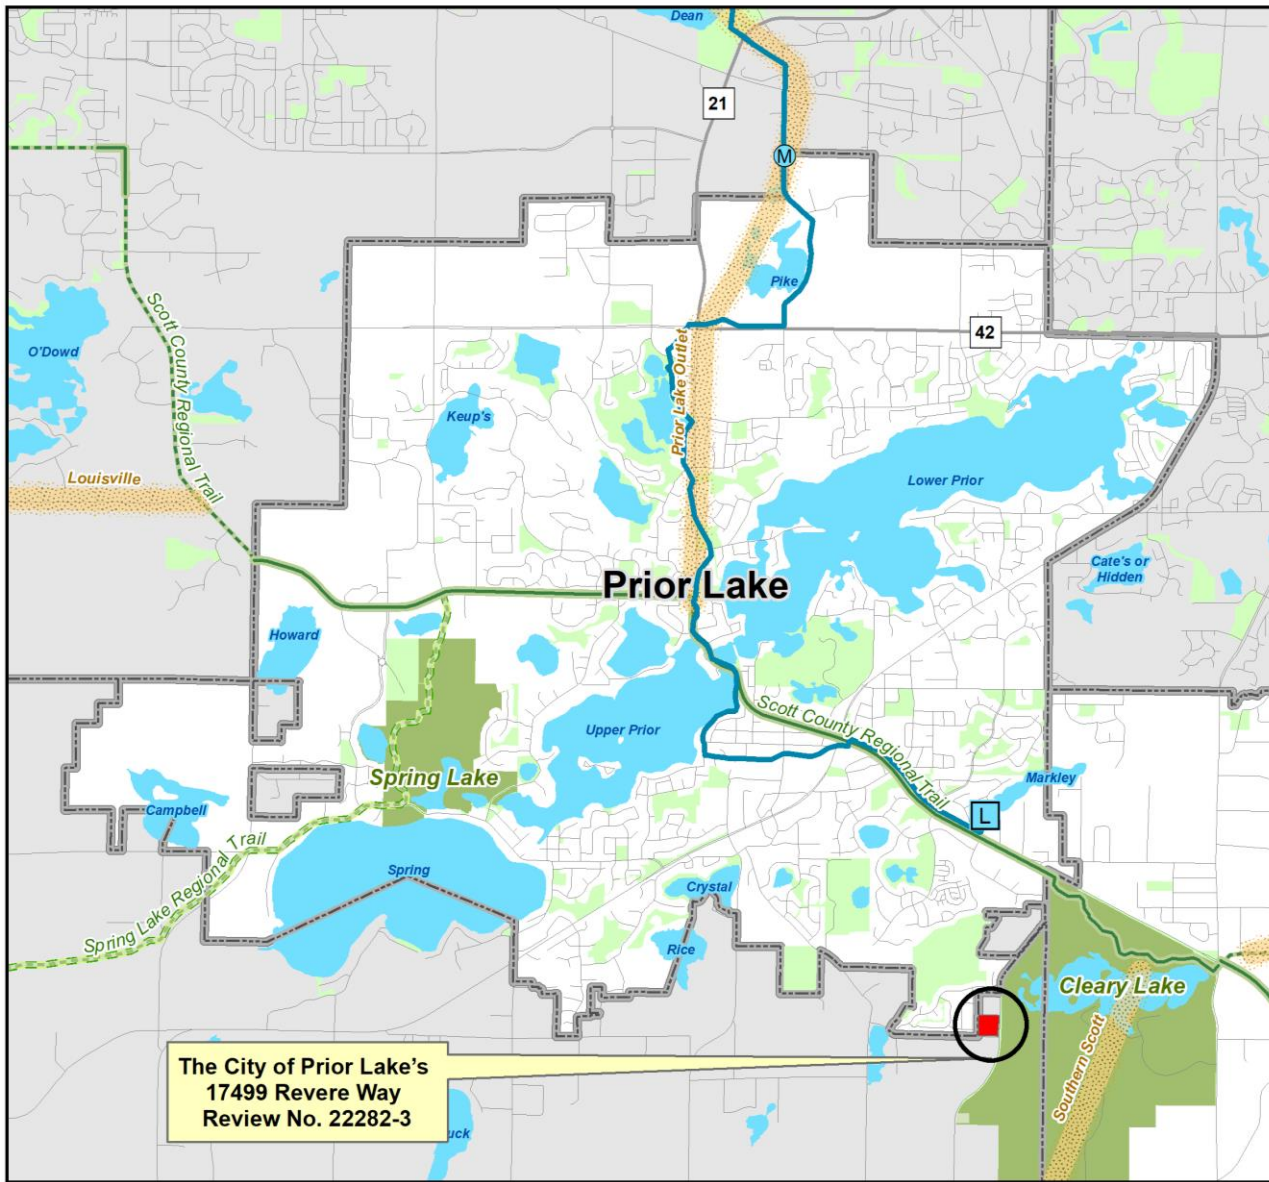 Dean
21
M
Pike
42
O'Dowd
Scott County Regional Trail
Keup's
Prior Lake Outlet
Lower Prior
Louisville
Cate's or
Hidden
Prior Lake
Howard
Scott County Regional Trail
Upper Prior
Spring Lake
Markley
Campbell
L
Spring Lake Regional Trail
Spring
Crystal
Rice
Cleary Lake
Southern Scott
The City of Prior Lake’s
17499 Revere Way
Review No. 22282-3